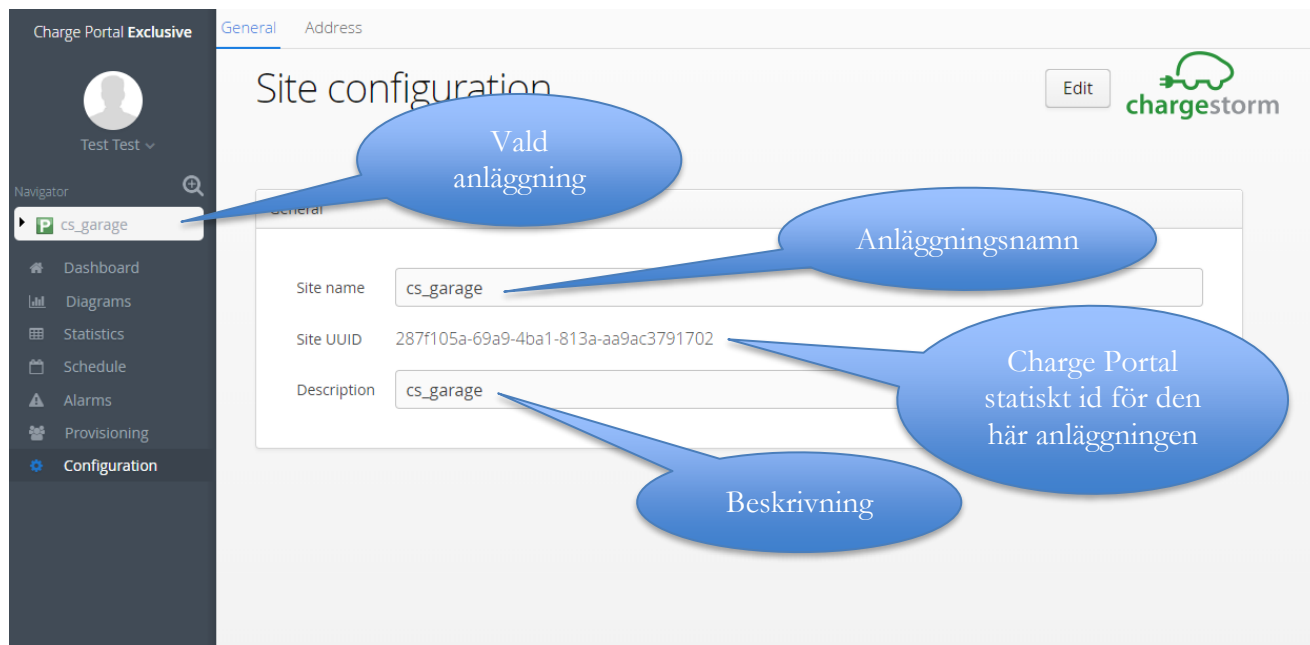 Charge Portal Exclusive
General
Address
Site configuration
Edit
chargestorm
Test Test
Vald
anläggning
Navigator
cs_garage
General
Anläggningsnamn
Dashboard
Diagrams
Statistics
Schedule
Alarms
Provisioning
Configuration
Site name
cs_garage
Site UUID
287f105a-69a9-4ba1-813a-aa9ac3791702
Charge Portal
statiskt id för den
här anläggningen
Description
cs_garage
Beskrivning